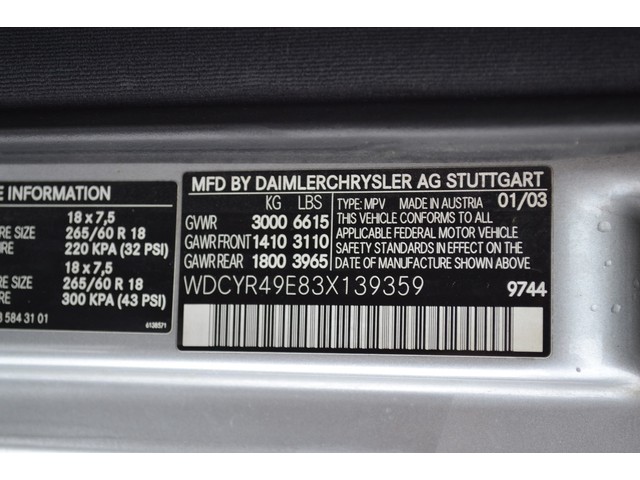 E INFORMATION
18 x 7,5
RE SIZE 265/60 R 18
URE 220 KPA (32 PSI)
18 x 7,5
RE SIZE 265/60 R 18
URE 300 KPA (43 PSI)
584 31 01
6138571
MFD BY DAIMLERCHRYSLER AG STUTTGART
KG LBS
GVWR 3000 6615
GAWR FRONT 1410 3110
GAWR REAR 1800 3965
TYPE: MPV MADE IN AUSTRIA 01/03
THIS VEHICLE CONFORMS TO ALL
APPLICABLE FEDERAL MOTOR VEHICLE
SAFETY STANDARDS IN EFFECT ON THE
DATE OF MANUFACTURE SHOWN ABOVE.
WDCYR49E83X139359
9744